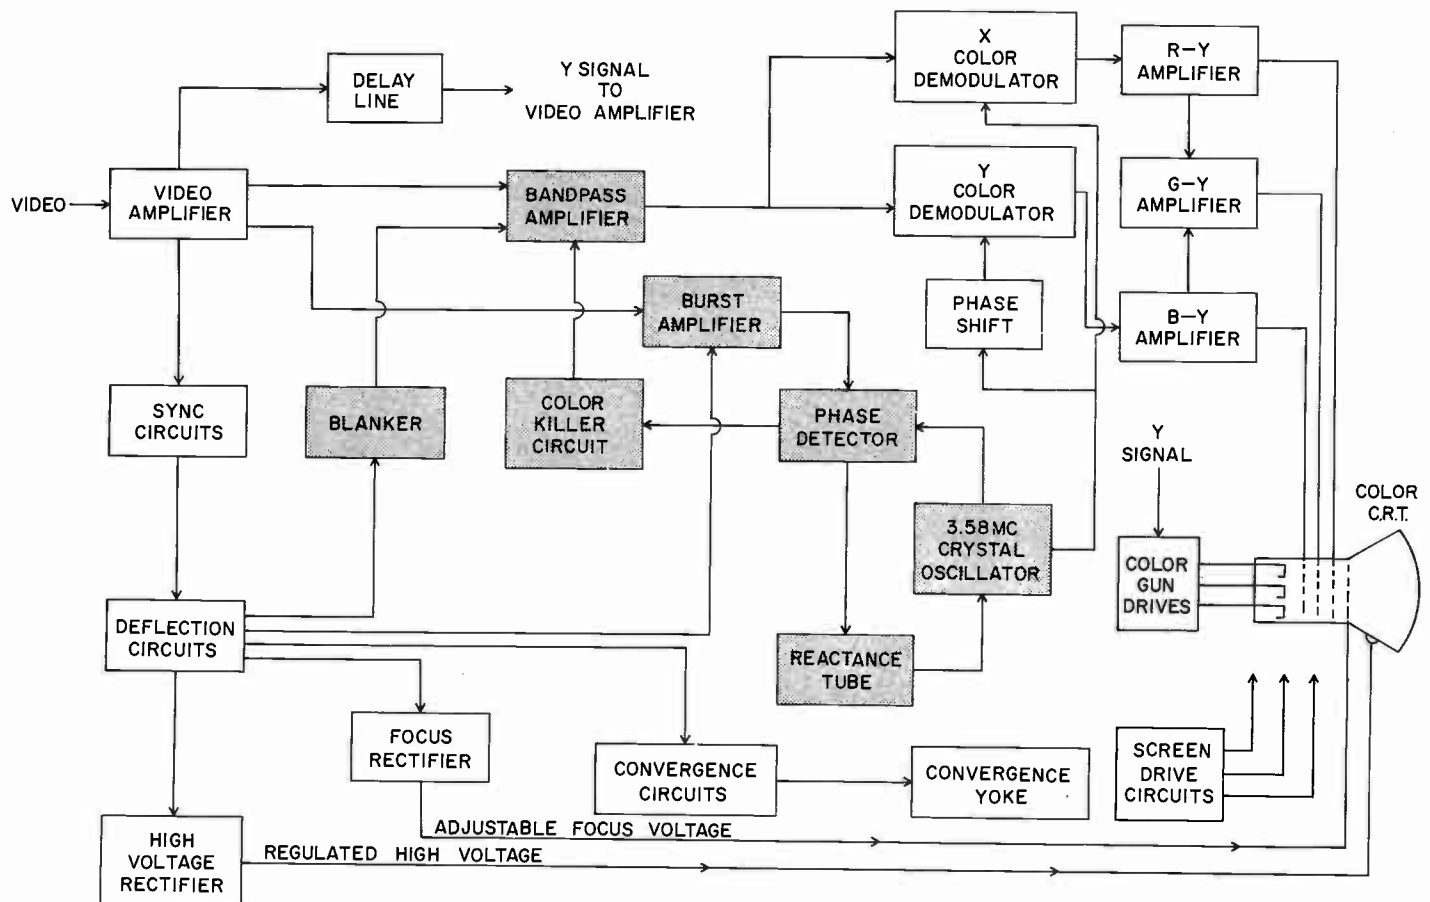 X
COLOR
DEMODULATOR
R-Y
AMPLIFIER
DELAY
LINE
Y SIGNAL
TO
VIDEO AMPLIFIER
VIDEO
VIDEO
AMPLIFIER
BANDPASS
AMPLIFIER
Y
COLOR
DEMODULATOR
G-Y
AMPLIFIER
BURST
AMPLIFIER
PHASE
SHIFT
B-Y
AMPLIFIER
SYNC
CIRCUITS
BLANKER
COLOR
KILLER
CIRCUIT
PHASE
DETECTOR
Y
SIGNAL
COLOR
C.R.T.
3.58MC
CRYSTAL
OSCILLATOR
COLOR
GUN
DRIVES
DEFLECTION
CIRCUITS
REACTANCE
TUBE
FOCUS
RECTIFIER
CONVERGENCE
CIRCUITS
CONVERGENCE
YOKE
SCREEN
DRIVE
CIRCUITS
ADJUSTABLE FOCUS VOLTAGE
HIGH
VOLTAGE
RECTIFIER
REGULATED HIGH VOLTAGE